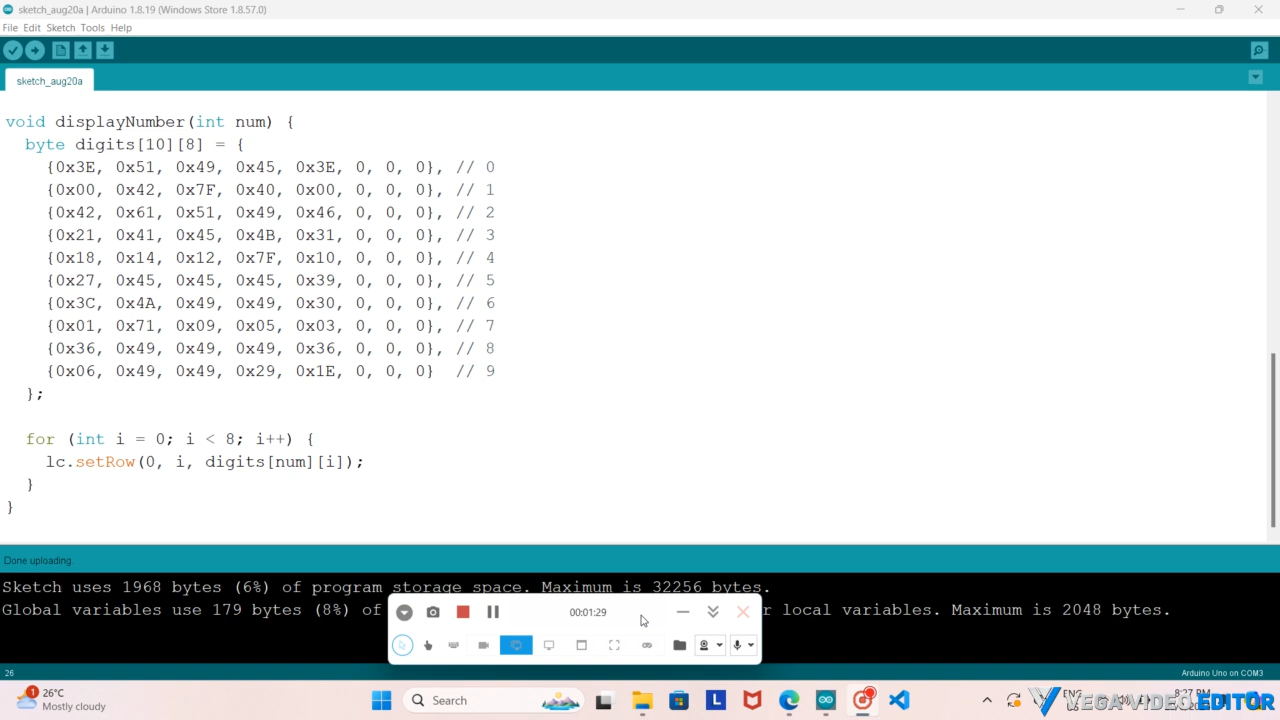 sketch_aug20a | Arduino 1.8.19 (Windows Store 1.8.57.0)
File Edit Sketch Tools Help
sketch_aug20a
void displayNumber(int num) {
byte digits[10][8] = {
{0x3E, 0x51, 0x49, 0x45, 0x3E, 0, 0, 0}, // 0
{0x00, 0x42, 0x7F, 0x40, 0x00, 0, 0, 0}, // 1
{0x42, 0x61, 0x51, 0x49, 0x46, 0, 0, 0}, // 2
{0x21, 0x41, 0x45, 0x4B, 0x31, 0, 0, 0}, // 3
{0x18, 0x14, 0x12, 0x7F, 0x10, 0, 0, 0}, // 4
{0x27, 0x45, 0x45, 0x45, 0x39, 0, 0, 0}, // 5
{0x3C, 0x4A, 0x49, 0x49, 0x30, 0, 0, 0}, // 6
{0x01, 0x71, 0x09, 0x05, 0x03, 0, 0, 0}, // 7
{0x36, 0x49, 0x49, 0x49, 0x36, 0, 0, 0}, // 8
{0x06, 0x49, 0x49, 0x29, 0x1E, 0, 0, 0} // 9
};
for (int i = 0; i < 8; i++) {
lc.setRow(0, i, digits[num][i]);
}
}
Done uploading.
Sketch uses 1968 bytes (6%) of program storage space. Maximum is 32256 bytes.
Global variables use 179 bytes (8%) of r local variables. Maximum is 2048 bytes.
00:01:29
26
Arduino Uno on COM3
1
26°C
Mostly cloudy
Search
ENG
8:27 PM
VEGA VIDEO EDITOR